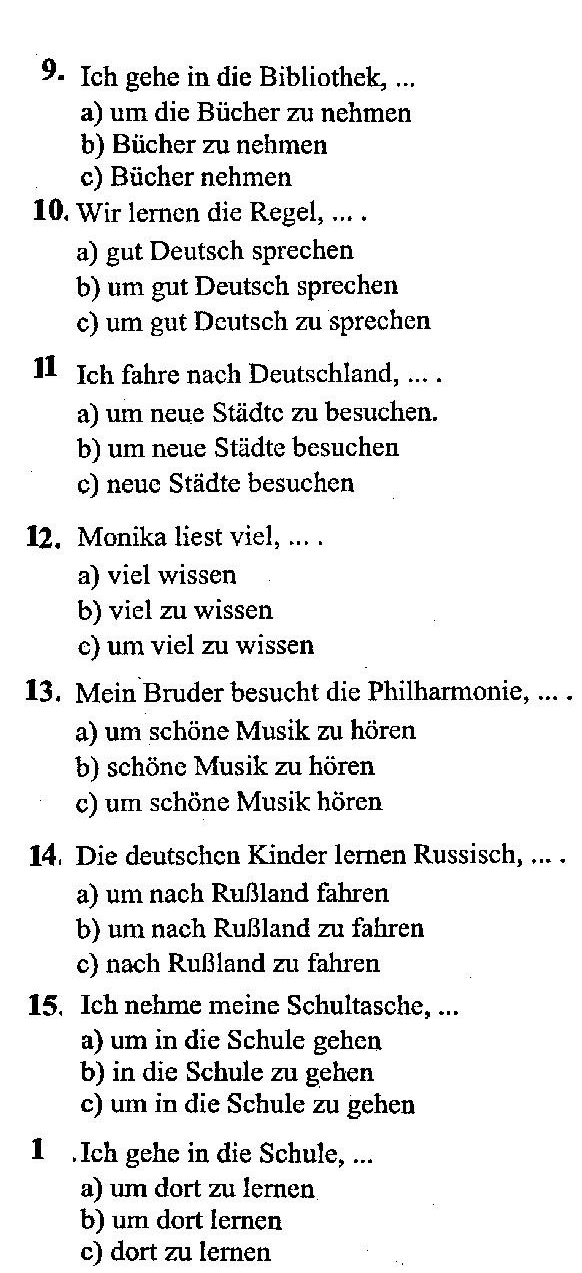 9. Ich gehe in die Bibliothek, ...
a) um die Bücher zu nehmen
b) Bücher zu nehmen
c) Bücher nehmen
10. Wir lernen die Regel, ... .
a) gut Deutsch sprechen
b) um gut Deutsch sprechen
c) um gut Deutsch zu sprechen
11 Ich fahre nach Deutschland, ... .
a) um neue Städte zu besuchen.
b) um neue Städte besuchen
c) neue Städte besuchen
12. Monika liest viel, ... .
a) viel wissen
b) viel zu wissen
c) um viel zu wissen
13. Mein Bruder besucht die Philharmonie, ... .
a) um schöne Musik zu hören
b) schöne Musik zu hören
c) um schöne Musik hören
14. Die deutschen Kinder lernen Russisch, ... .
a) um nach Rußland fahren
b) um nach Rußland zu fahren
c) nach Rußland zu fahren
15. Ich nehme meine Schultasche, ...
a) um in die Schule gehen
b) in die Schule zu gehen
c) um in die Schule zu gehen
1 .Ich gehe in die Schule, ...
a) um dort zu lernen
b) um dort lernen
c) dort zu lernen